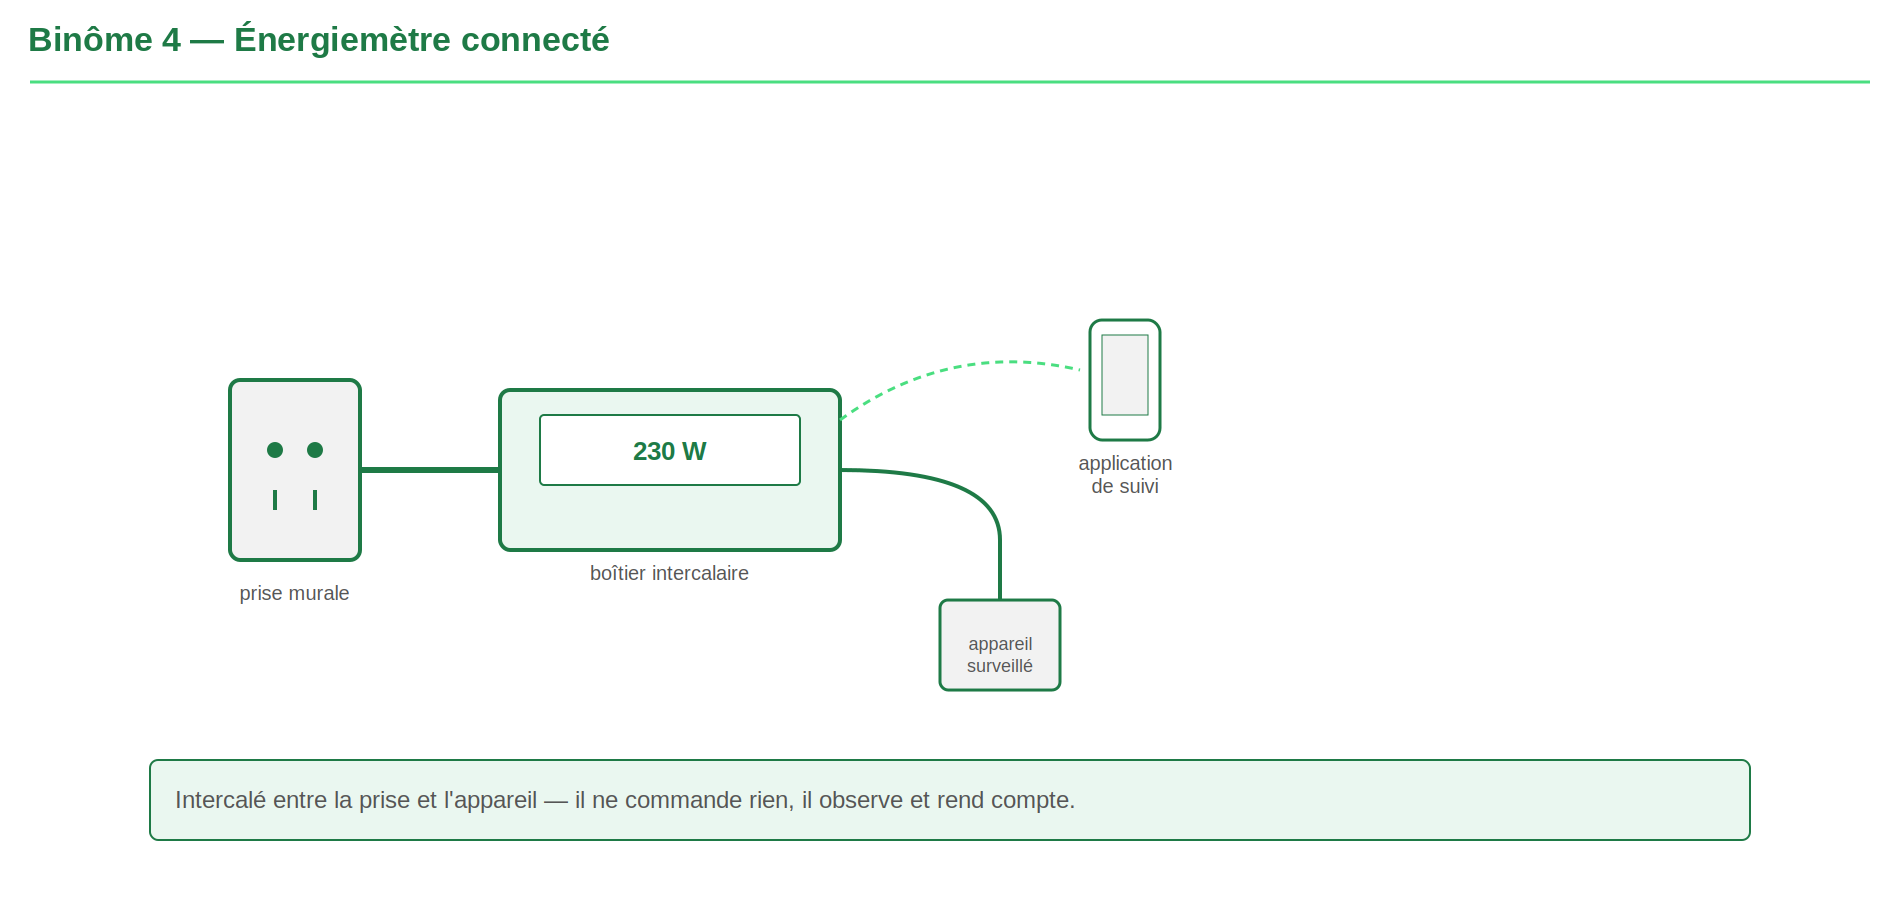 Binôme 4 — Énergiemètre connecté
230 W
application
de suivi
boîtier intercalaire
prise murale
appareil
surveillé
Intercalé entre la prise et l'appareil — il ne commande rien, il observe et rend compte.